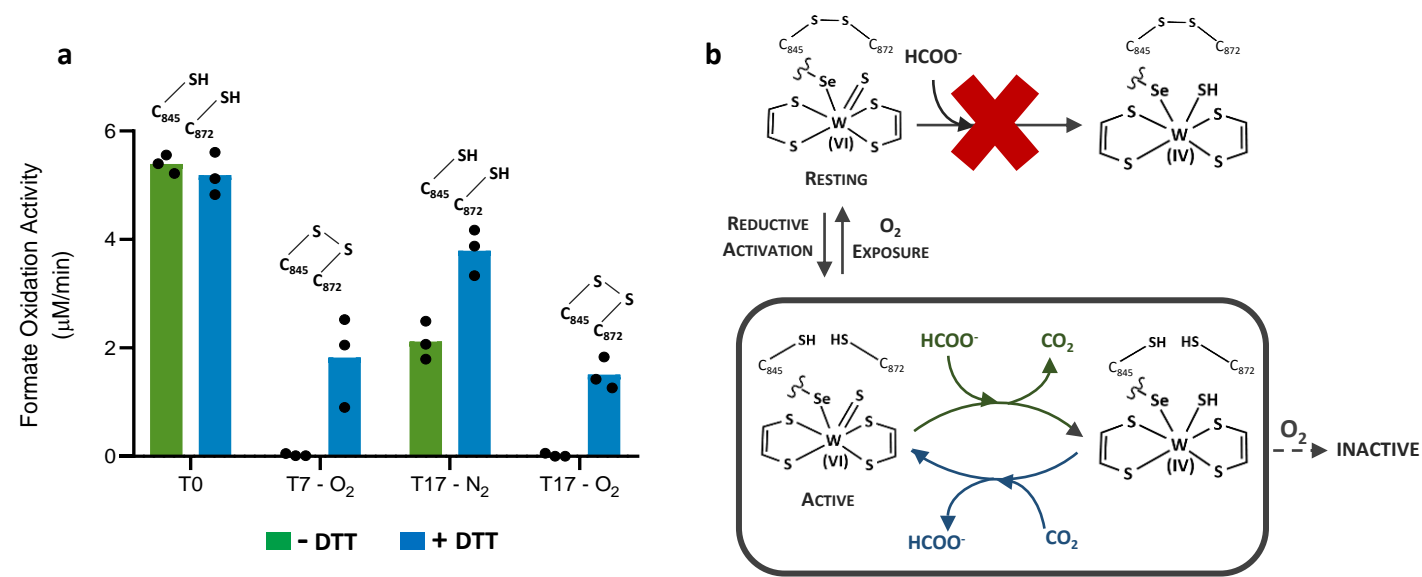 a
SH
C845
SH
C872
6
4
2
0
Formate Oxidation Activity
(μM/min)
S
S
C845
C872
SH
C845
SH
C872
S
S
C845
C872
T0
T7 - O2
T17 - N2
T17 - O2
- DTT
+ DTT
b
S S
C845 C872
HCOO-
Se S
S S
W
S (VI) S
RESTING
S S
C845 C872
Se SH
S S
W
S (IV) S
REDUCTIVE
ACTIVATION
O2
EXPOSURE
SH HS
C845 C872
Se S
S S
W
S (VI) S
ACTIVE
HCOO- CO2
HCOO- CO2
SH HS
C845 C872
Se SH
S S
W
S (IV) S
O2
INACTIVE